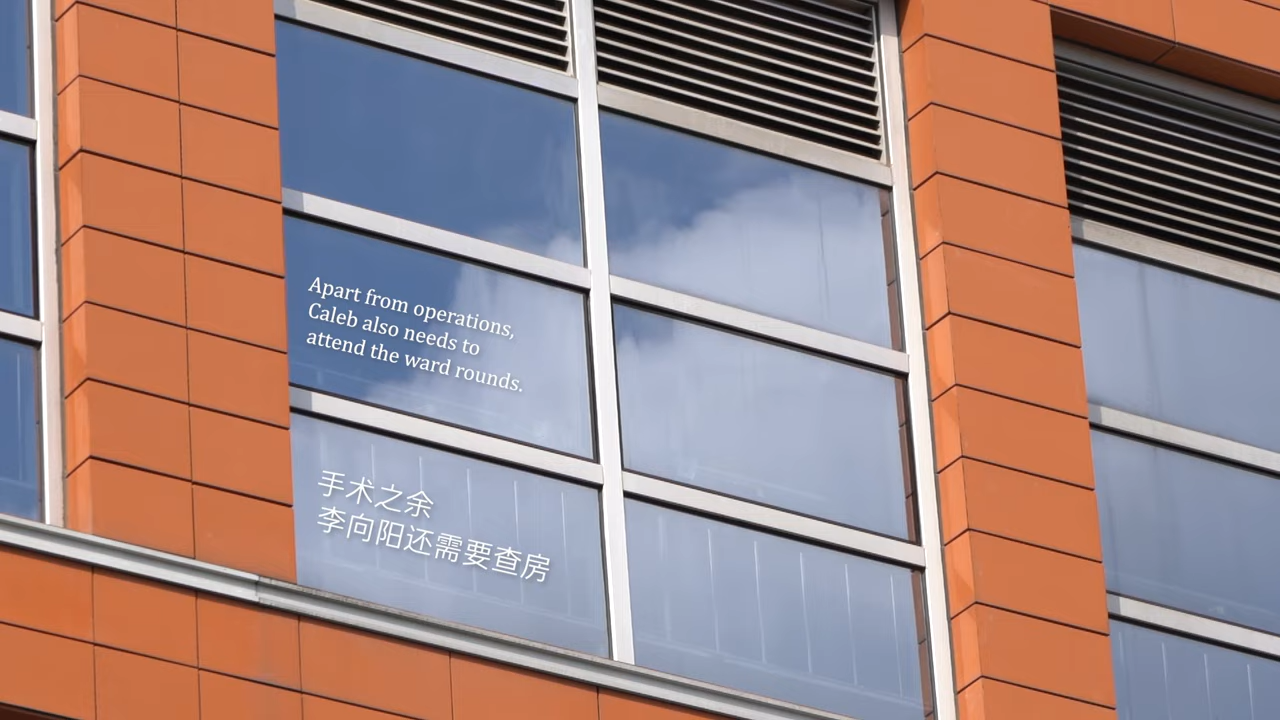 Apart from operations,
Caleb also needs to
attend the ward rounds.
手术之余
李向阳还需要查房